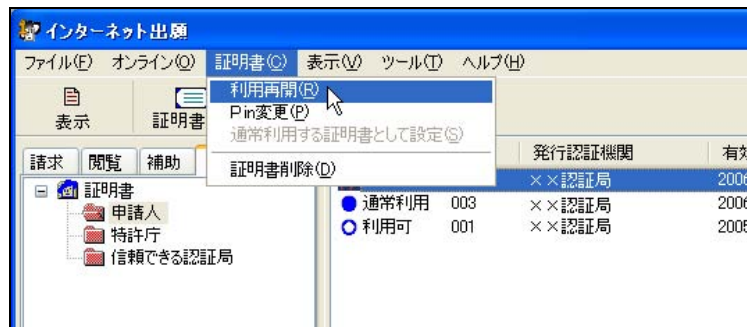 インターネット出願
ファイル(F) オンライン(O) 証明書(C) 表示(V) ツール(T) ヘルプ(H)
利用再開(R)
Pin変更(P)
通常利用する証明書として設定(S)
証明書削除(D)
表示 証明書
請求 閲覧 補助
発行認証機関 有効
証明書
申請人
特許庁
信頼できる認証局
××認証局 2006
通常利用 003 ××認証局 2006
利用可 001 ××認証局 2005